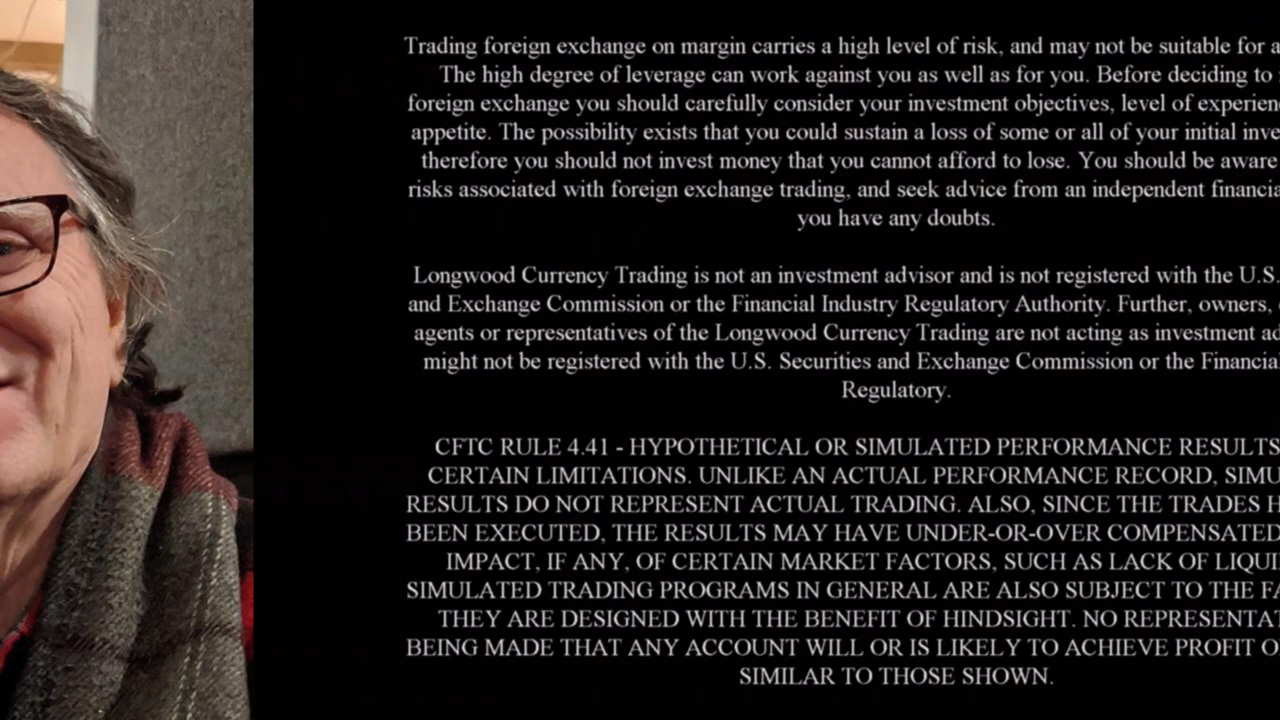 Trading foreign exchange on margin carries a high level of risk, and may not be suitable for a
The high degree of leverage can work against you as well as for you. Before deciding to
foreign exchange you should carefully consider your investment objectives, level of experien
appetite. The possibility exists that you could sustain a loss of some or all of your initial inve
therefore you should not invest money that you cannot afford to lose. You should be aware
risks associated with foreign exchange trading, and seek advice from an independent financia
you have any doubts.
Longwood Currency Trading is not an investment advisor and is not registered with the U.S.
and Exchange Commission or the Financial Industry Regulatory Authority. Further, owners,
agents or representatives of the Longwood Currency Trading are not acting as investment ad
might not be registered with the U.S. Securities and Exchange Commission or the Financia
Regulatory.
CFTC RULE 4.41 - HYPOTHETICAL OR SIMULATED PERFORMANCE RESULTS
CERTAIN LIMITATIONS. UNLIKE AN ACTUAL PERFORMANCE RECORD, SIMU
RESULTS DO NOT REPRESENT ACTUAL TRADING. ALSO, SINCE THE TRADES H
BEEN EXECUTED, THE RESULTS MAY HAVE UNDER-OR-OVER COMPENSATED
IMPACT, IF ANY, OF CERTAIN MARKET FACTORS, SUCH AS LACK OF LIQUI
SIMULATED TRADING PROGRAMS IN GENERAL ARE ALSO SUBJECT TO THE FA
THEY ARE DESIGNED WITH THE BENEFIT OF HINDSIGHT. NO REPRESENTAT
BEING MADE THAT ANY ACCOUNT WILL OR IS LIKELY TO ACHIEVE PROFIT O
SIMILAR TO THOSE SHOWN.